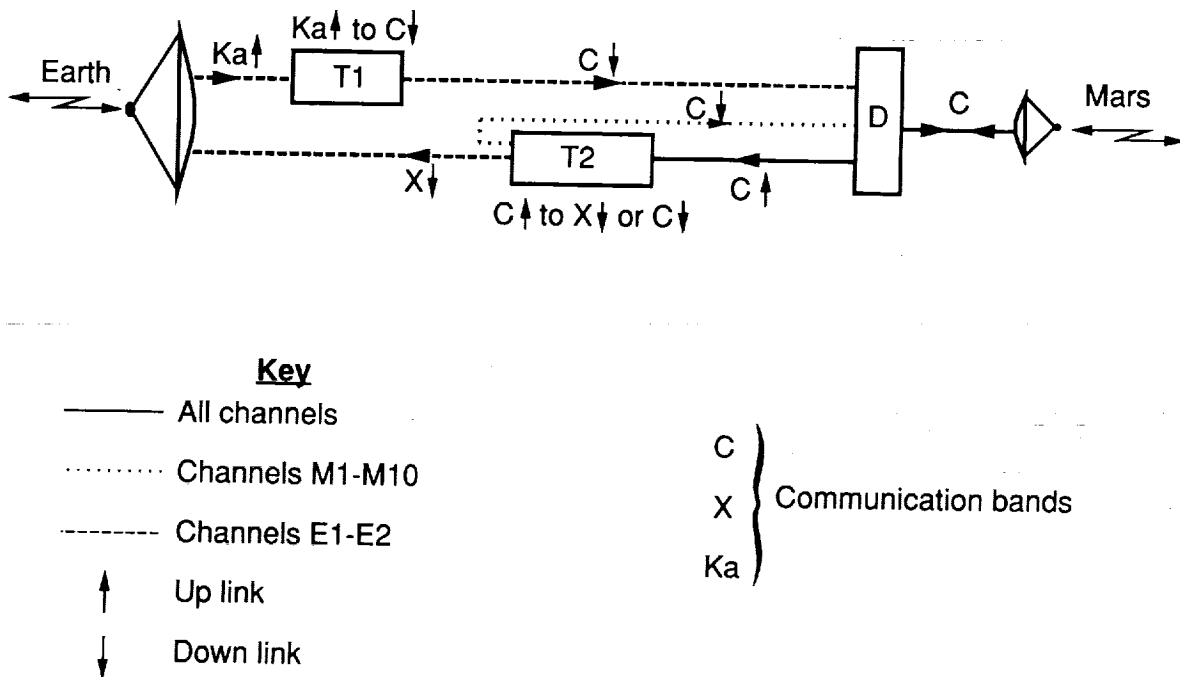 Ka↑ to C↓
Earth
Ka↑
T1
C↓
C↓
D
C
Mars
T2
X↓
C↑
C↑ to X↓ or C↓
Key
All channels
Channels M1-M10
Channels E1-E2
↑ Up link
↓ Down link
C
X
Ka
Communication bands